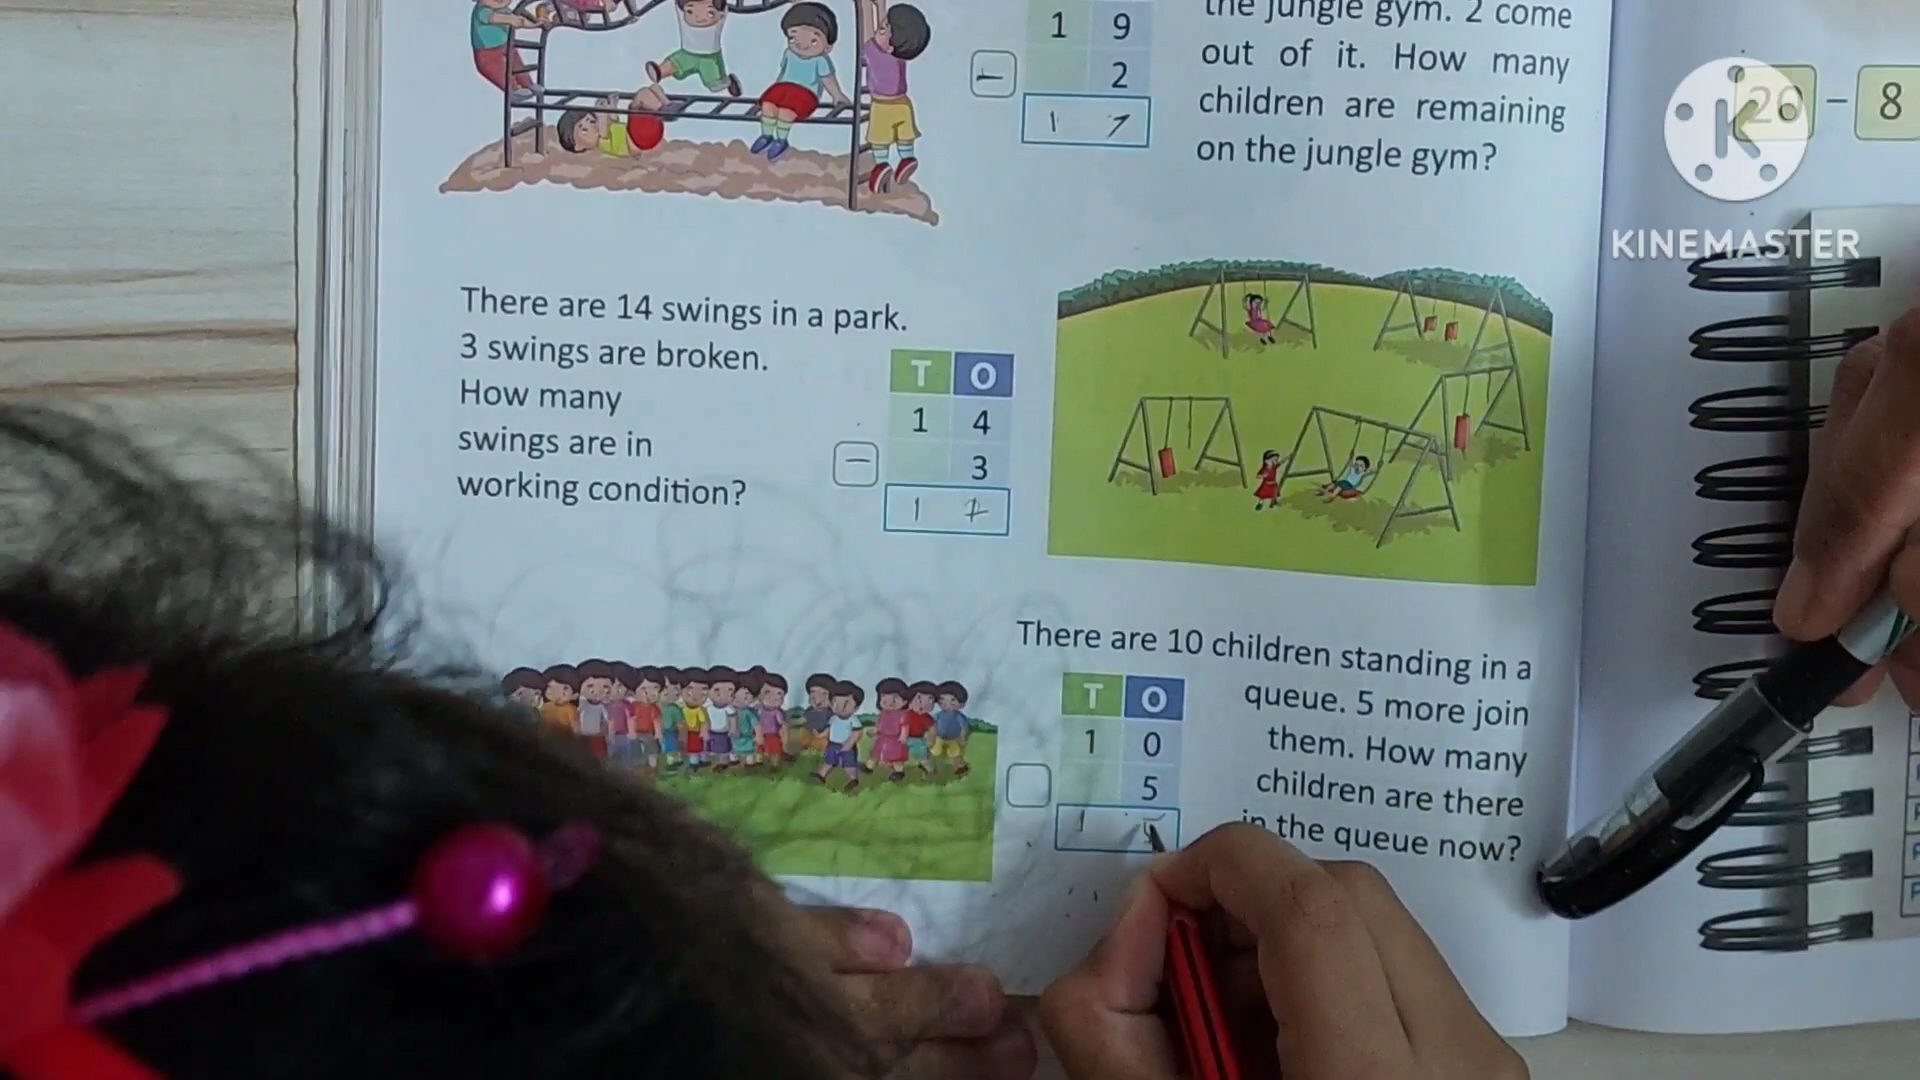 the jungle gym. 2 come
out of it. How many
children are remaining
on the jungle gym?
1 9
− 2
1 7
20 − 8
KINEMASTER
There are 14 swings in a park.
3 swings are broken.
How many
swings are in
working condition?
T O
1 4
− 3
1 7
There are 10 children standing in a
queue. 5 more join
them. How many
children are there
in the queue now?
T O
1 0
5
1